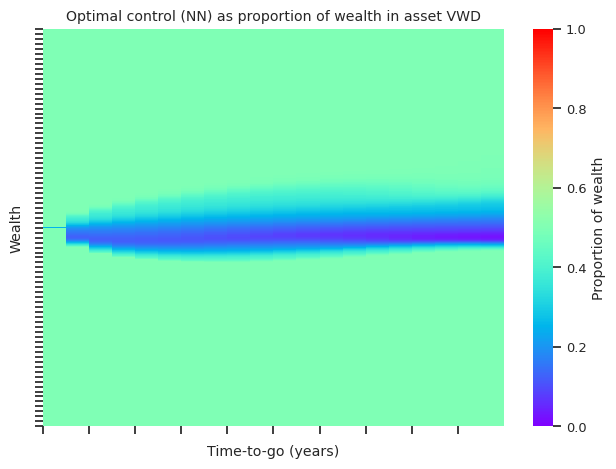 Optimal control (NN) as proportion of wealth in asset VWD
Wealth
Time-to-go (years)
1.0
0.8
0.6
0.4
0.2
0.0
Proportion of wealth